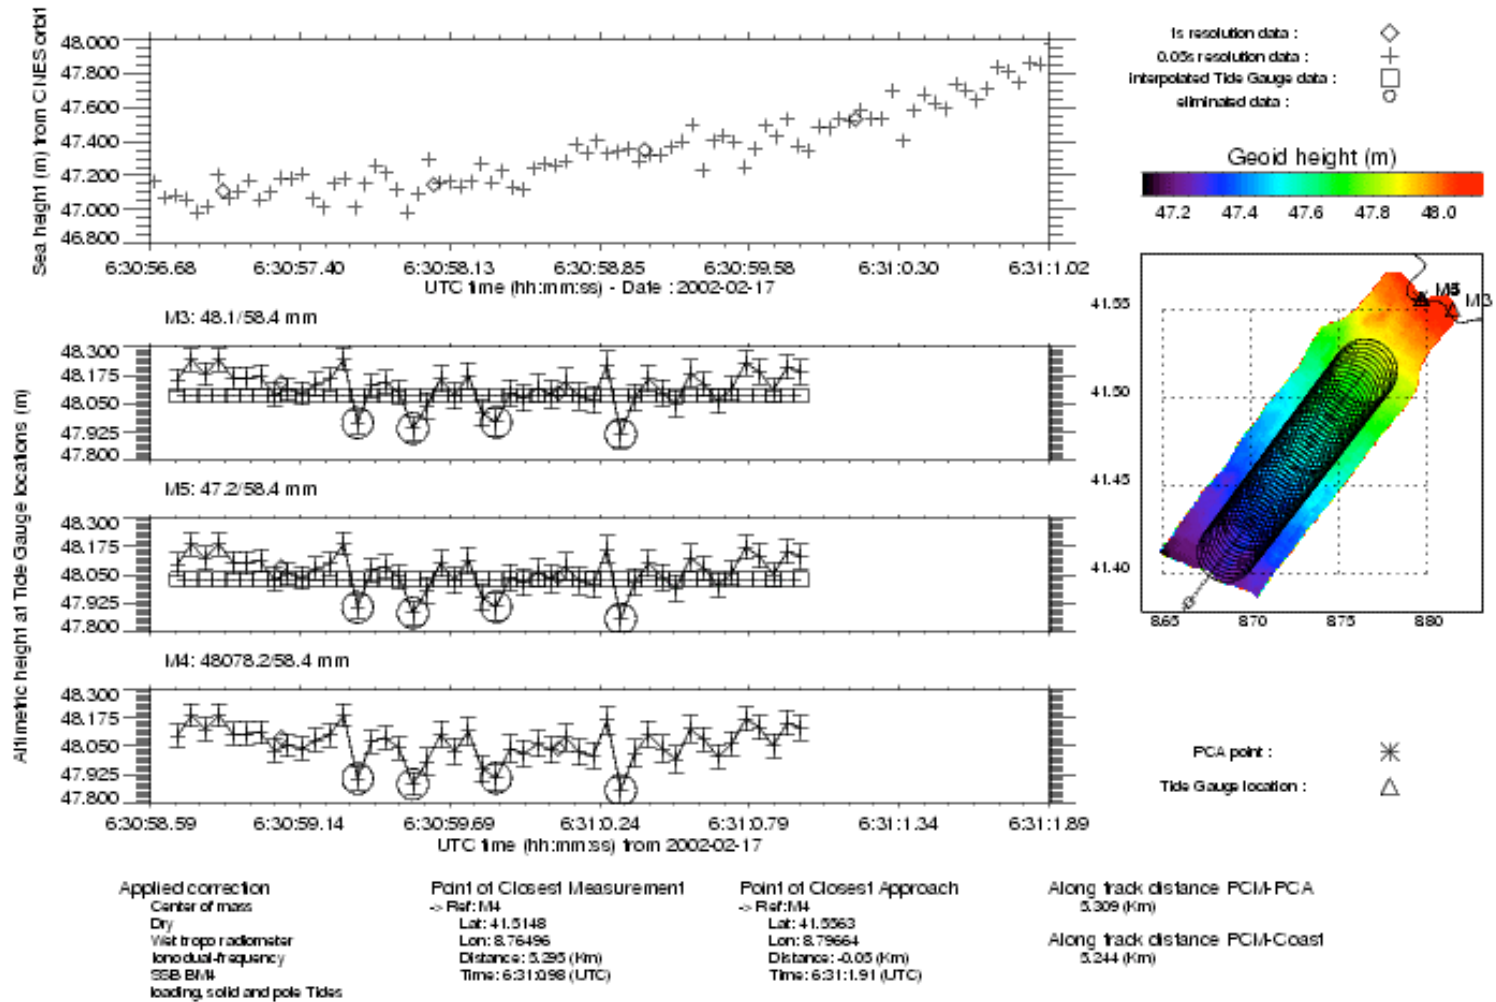 Sea height (m) from CNES orbit
48.000
47.800
47.600
47.400
47.200
47.000
46.800
6:30:56.68 6:30:57.40 6:30:58.13 6:30:58.85 6:30:59.58 6:31:0.30 6:31:1.02
UTC time (hh:mm:ss) - Date : 2002-02-17
1s resolution data :
0.05s resolution data :
interpolated Tide Gauge data :
eliminated data :
Geoid height (m)
47.2 47.4 47.6 47.8 48.0
M3
41.55
41.50
41.45
41.40
8.65 8.70 8.75 8.80
Altimetric height at Tide Gauge locations (m)
M3: 48.1/58.4 mm
48.300
48.175
48.050
47.925
47.800
M5: 47.2/58.4 mm
48.300
48.175
48.050
47.925
47.800
M4: 48078.2/58.4 mm
48.300
48.175
48.050
47.925
47.800
6:30:58.59 6:30:59.14 6:30:59.69 6:31:0.24 6:31:0.79 6:31:1.34 6:31:1.89
UTC time (hh:mm:ss) from 2002-02-17
PCA point :
Tide Gauge location :
Applied correction
Center of mass
Dry
Wet tropo radiometer
Iono dual-frequency
SSB BM4
loading, solid and pole Tides
Point of Closest Measurement
-> Ref: M4
Lat: 41.5148
Lon: 8.76496
Distance: 5.295 (Km)
Time: 6:31:098 (UTC)
Point of Closest Approach
-> Ref: M4
Lat: 41.5563
Lon: 8.79664
Distance: -0.05 (Km)
Time: 6:31:1.91 (UTC)
Along track distance PCM-PCA
5.309 (Km)
Along track distance PCM-Coast
5.244 (Km)